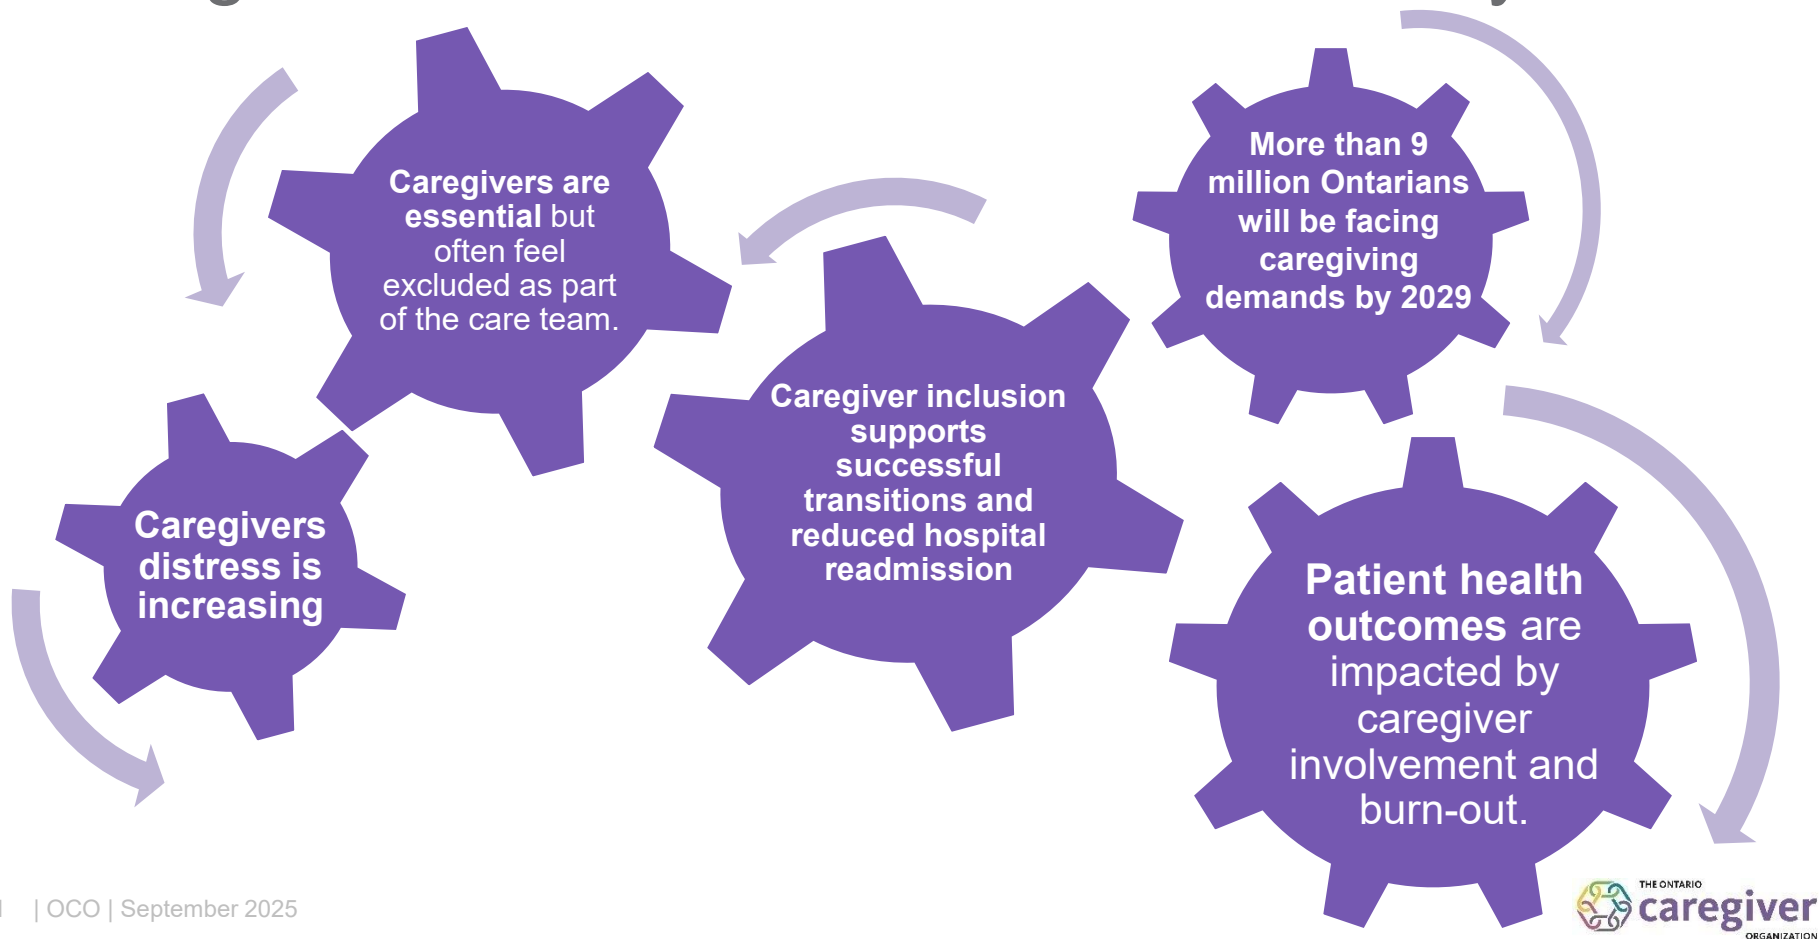 Caregivers are
essential but
often feel
excluded as part
of the care team.
More than 9
million Ontarians
will be facing
caregiving
demands by 2029
Caregiver inclusion
supports
successful
transitions and
reduced hospital
readmission
Caregivers
distress is
increasing
Patient health
outcomes are
impacted by
caregiver
involvement and
burn-out.
| OCO | September 2025
THE ONTARIO
caregiver
ORGANIZATION